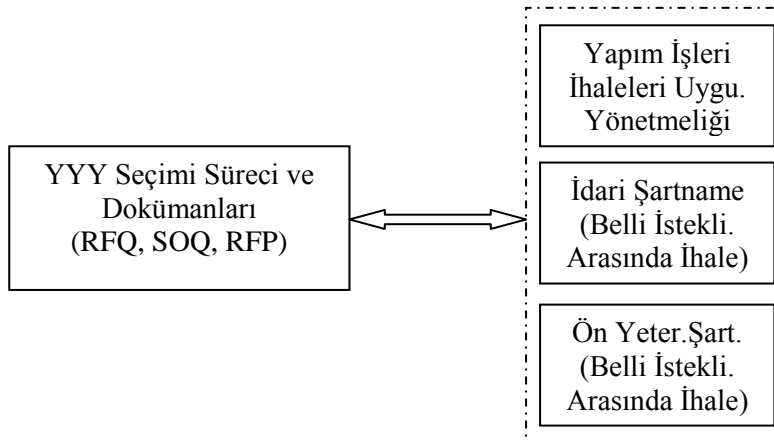 YYY Seçimi Süreci ve
Dokümanları
(RFQ, SOQ, RFP)
Yapım İşleri
İhaleleri Uygu.
Yönetmeliği
İdari Şartname
(Belli İstekli.
Arasında İhale)
Ön Yeter.Şart.
(Belli İstekli.
Arasında İhale)